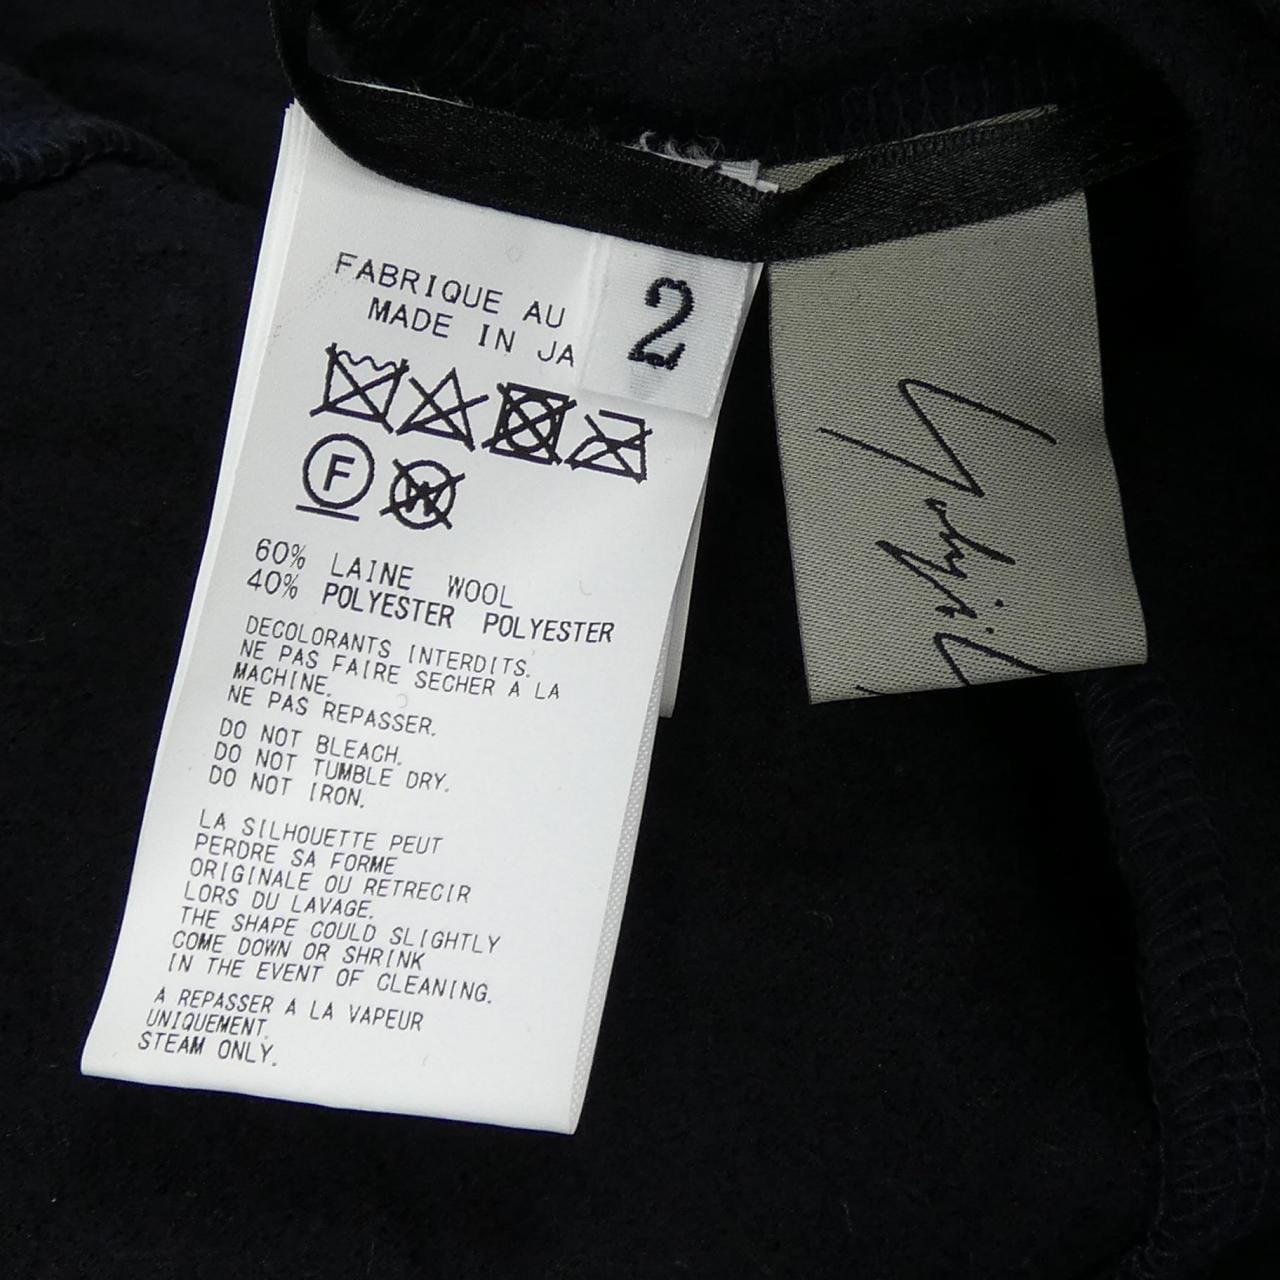 FABRIQUE AU
MADE IN JA
2
F
W
60% LAINE WOOL
40% POLYESTER POLYESTER
DECOLORANTS INTERDITS.
NE PAS FAIRE SECHER A LA
MACHINE.
NE PAS REPASSER.
DO NOT BLEACH.
DO NOT TUMBLE DRY.
DO NOT IRON.
LA SILHOUETTE PEUT
PERDRE SA FORME
ORIGINALE OU RETRECIR
LORS DU LAVAGE.
THE SHAPE COULD SLIGHTLY
COME DOWN OR SHRINK
IN THE EVENT OF CLEANING.
A REPASSER A LA VAPEUR
UNIQUEMENT.
STEAM ONLY.
Yohji